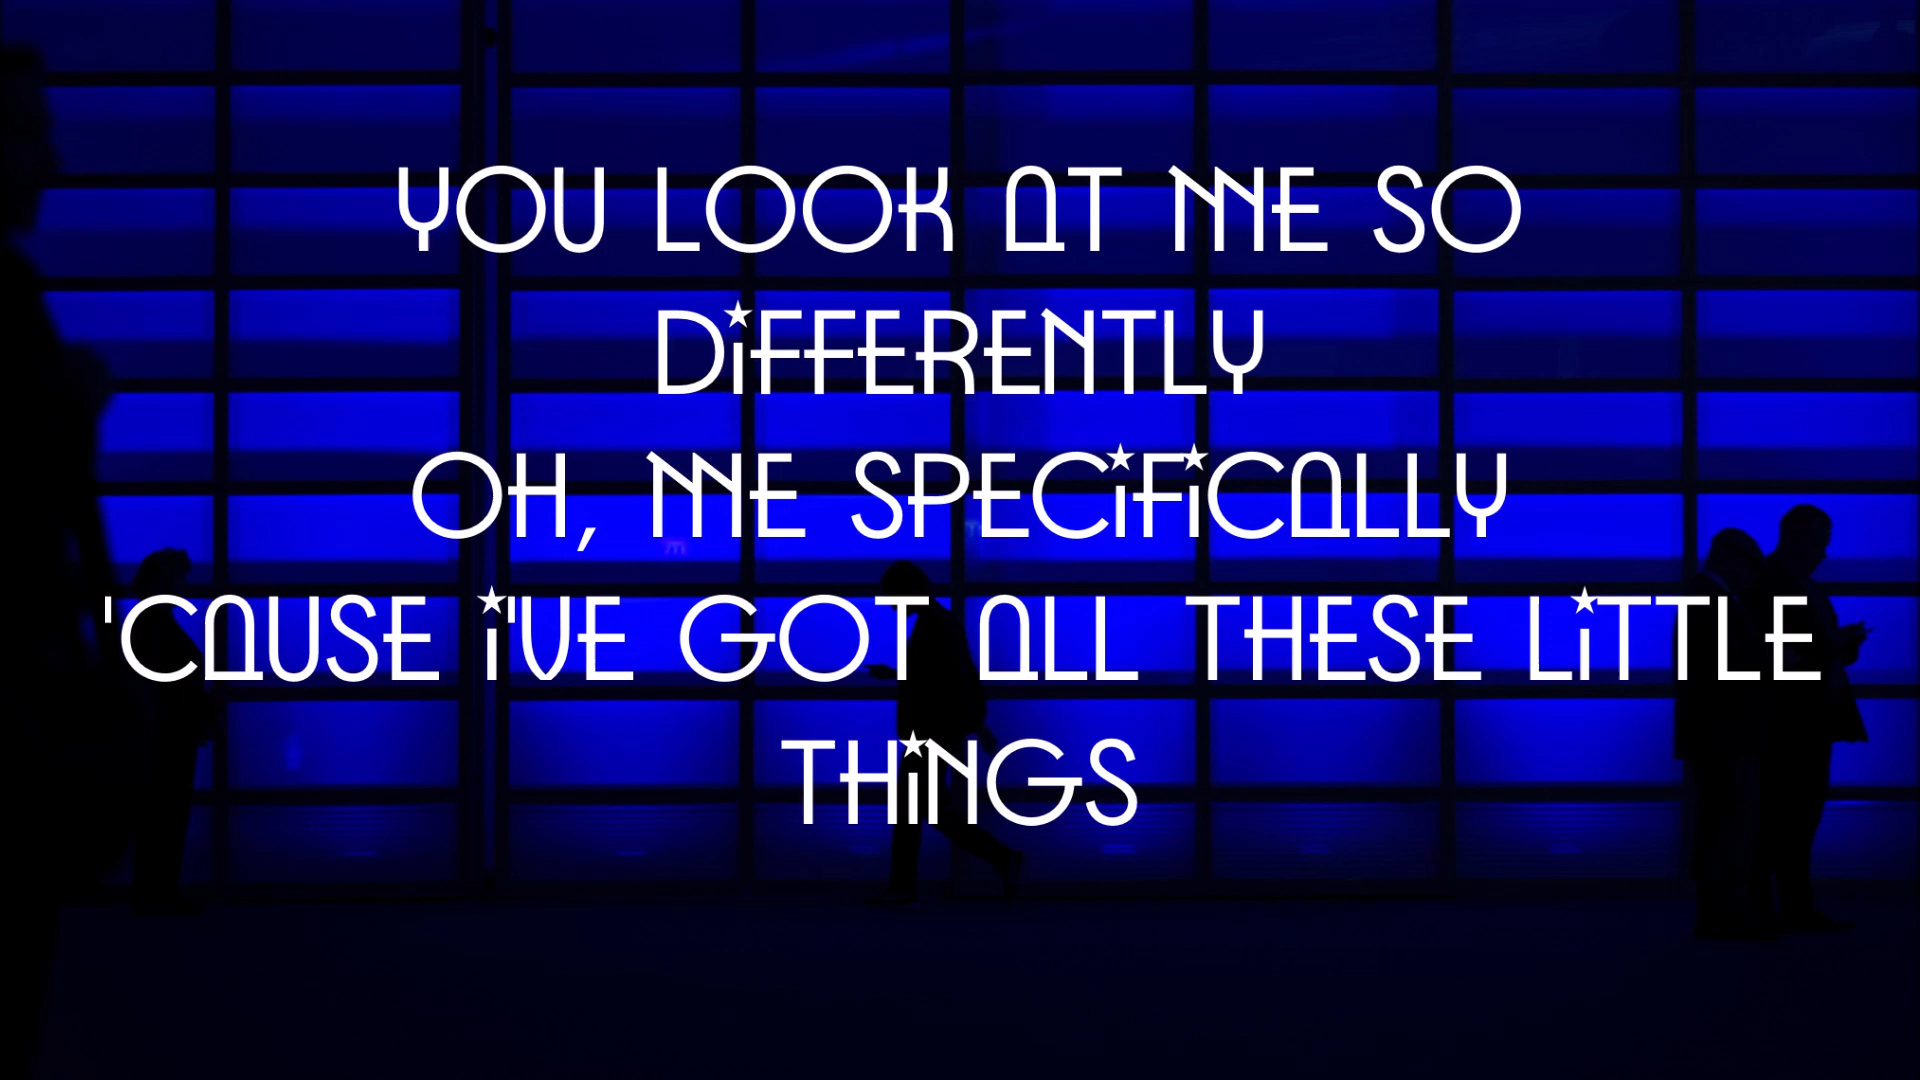 YOU LOOK AT ME SO
DiFFERENTLY
OH, ME SPECiFiCALLY
'CAUSE i'VE GOT ALL THESE LiTTLE
THiNGS